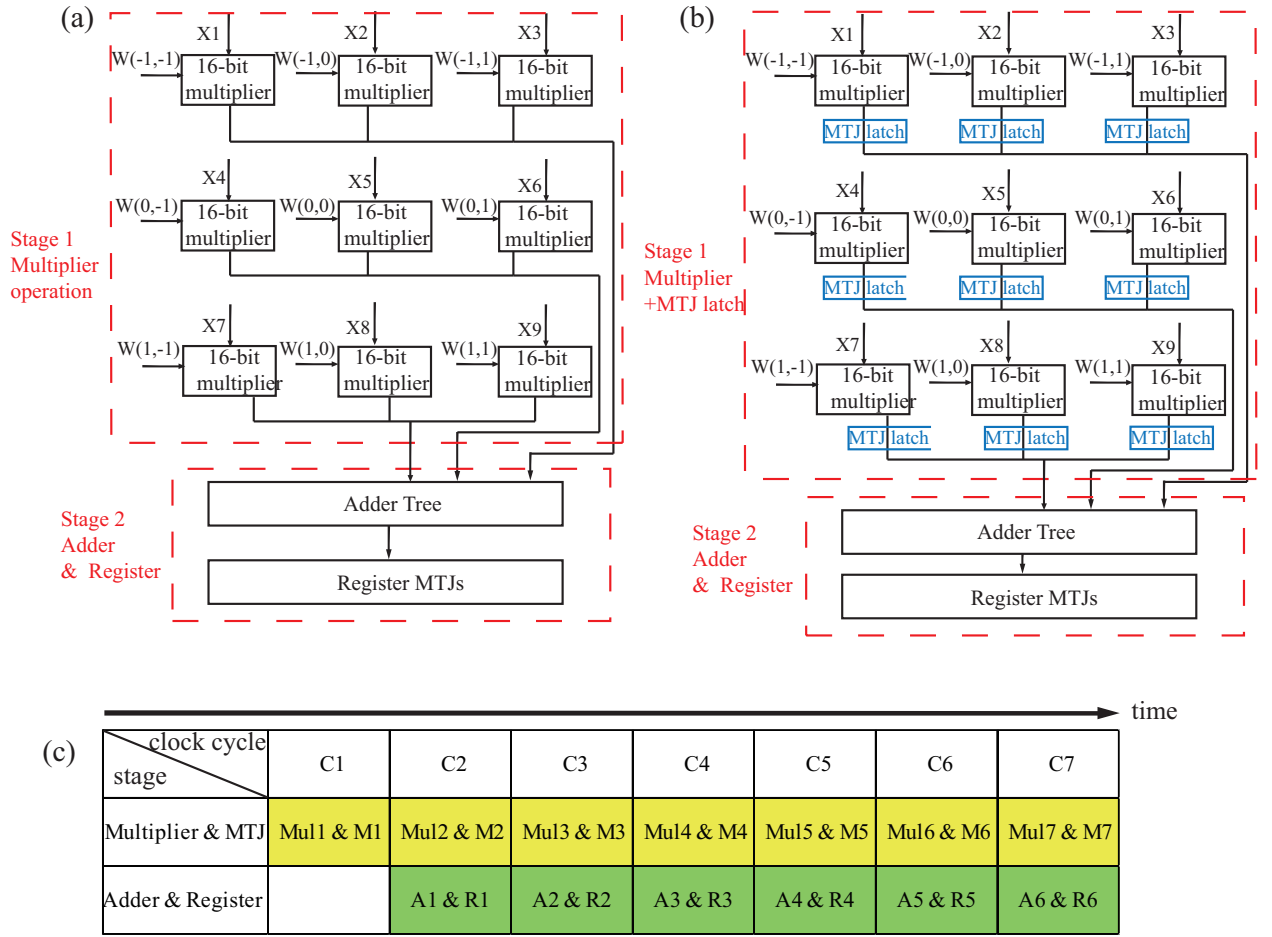 (a)
X1
X2
X3
W(-1,-1)
16-bit
multiplier
W(-1,0)
16-bit
multiplier
W(-1,1)
16-bit
multiplier
X4
X5
X6
W(0,-1)
16-bit
multiplier
W(0,0)
16-bit
multiplier
W(0,1)
16-bit
multiplier
Stage 1
Multiplier
operation
X7
X8
X9
W(1,-1)
16-bit
multiplier
W(1,0)
16-bit
multiplier
W(1,1)
16-bit
multiplier
Stage 2
Adder
& Register
Adder Tree
Register MTJs
(b)
X1
X2
X3
W(-1,-1)
16-bit
multiplier
W(-1,0)
16-bit
multiplier
W(-1,1)
16-bit
multiplier
MTJ latch
MTJ latch
MTJ latch
X4
X5
X6
W(0,-1)
16-bit
multiplier
W(0,0)
16-bit
multiplier
W(0,1)
16-bit
multiplier
Stage 1
Multiplier
+MTJ latch
MTJ latch
MTJ latch
MTJ latch
X7
X8
X9
W(1,-1)
16-bit
multiplier
W(1,0)
16-bit
multiplier
W(1,1)
16-bit
multiplier
MTJ latch
MTJ latch
MTJ latch
Stage 2
Adder
& Register
Adder Tree
Register MTJs
time
(c)
clock cycle
stage
C1 C2 C3 C4 C5 C6 C7
Multiplier & MTJ Mul1 & M1 Mul2 & M2 Mul3 & M3 Mul4 & M4 Mul5 & M5 Mul6 & M6 Mul7 & M7
Adder & Register A1 & R1 A2 & R2 A3 & R3 A4 & R4 A5 & R5 A6 & R6